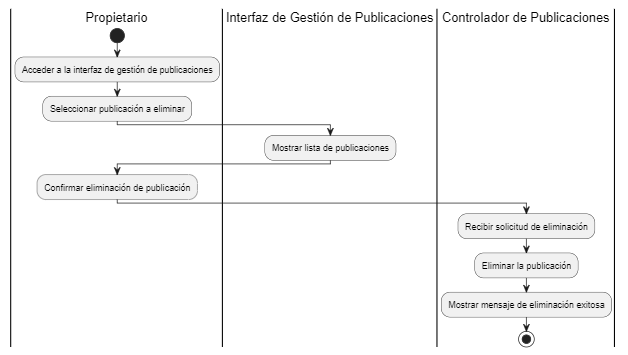 Propietario
Interfaz de Gestión de Publicaciones
Controlador de Publicaciones
Acceder a la interfaz de gestión de publicaciones
Seleccionar publicación a eliminar
Mostrar lista de publicaciones
Confirmar eliminación de publicación
Recibir solicitud de eliminación
Eliminar la publicación
Mostrar mensaje de eliminación exitosa